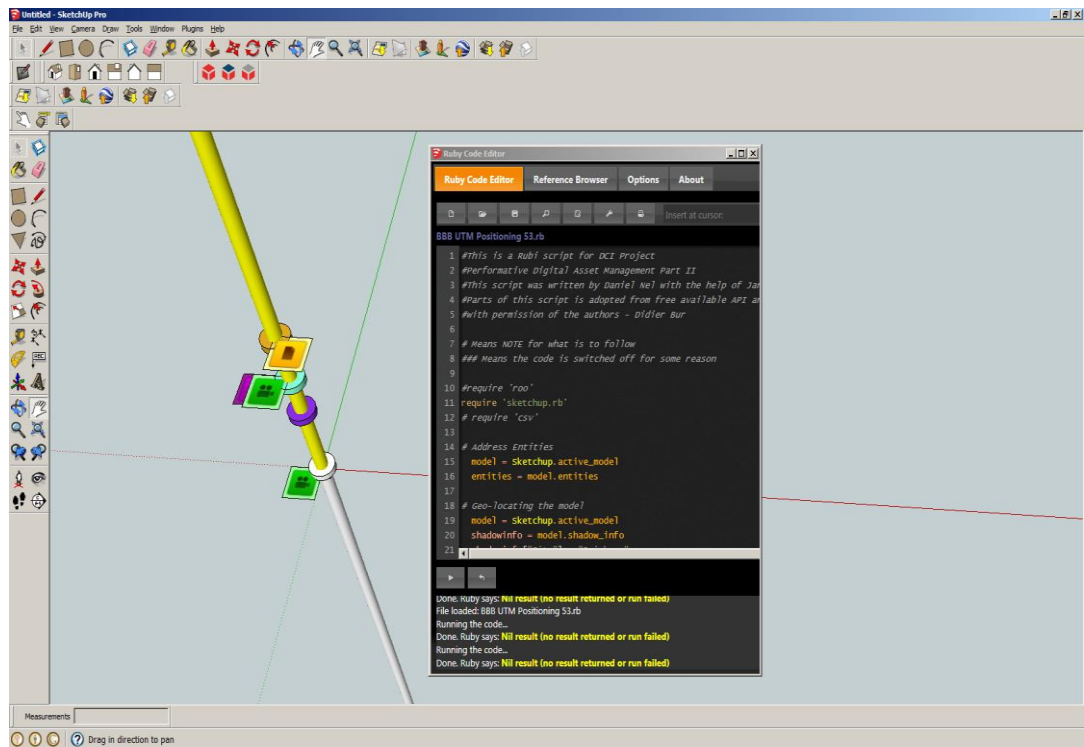 Untitled - SketchUp Pro
File Edit View Camera Draw Tools Window Plugins Help
Ruby Code Editor
Ruby Code Editor Reference Browser Options About
Insert at cursor:
BBB UTM Positioning 53.rb
1 #This is a Rubi script for DCI Project
2 #Performative Digital Asset Management Part II
3 #This script was written by Daniel Nel with the help of Jan
4 #Parts of this script is adopted from free available API an
5 #with permission of the authors - Didier Bur
6
7 # Means NOTE for what is to follow
8 ### Means the code is switched off for some reason
9
10 #require 'roo'
11 require 'sketchup.rb'
12 # require 'csv'
13
14 # Address Entities
15 model = Sketchup.active_model
16 entities = model.entities
17
18 # Geo-locating the model
19 model = Sketchup.active_model
20 shadowinfo = model.shadow_info
21
Done. Ruby says: Nil result (no result returned or run failed)
File loaded: BBB UTM Positioning 53.rb
Running the code...
Done. Ruby says: Nil result (no result returned or run failed)
Running the code...
Done. Ruby says: Nil result (no result returned or run failed)
Measurements
Drag in direction to pan